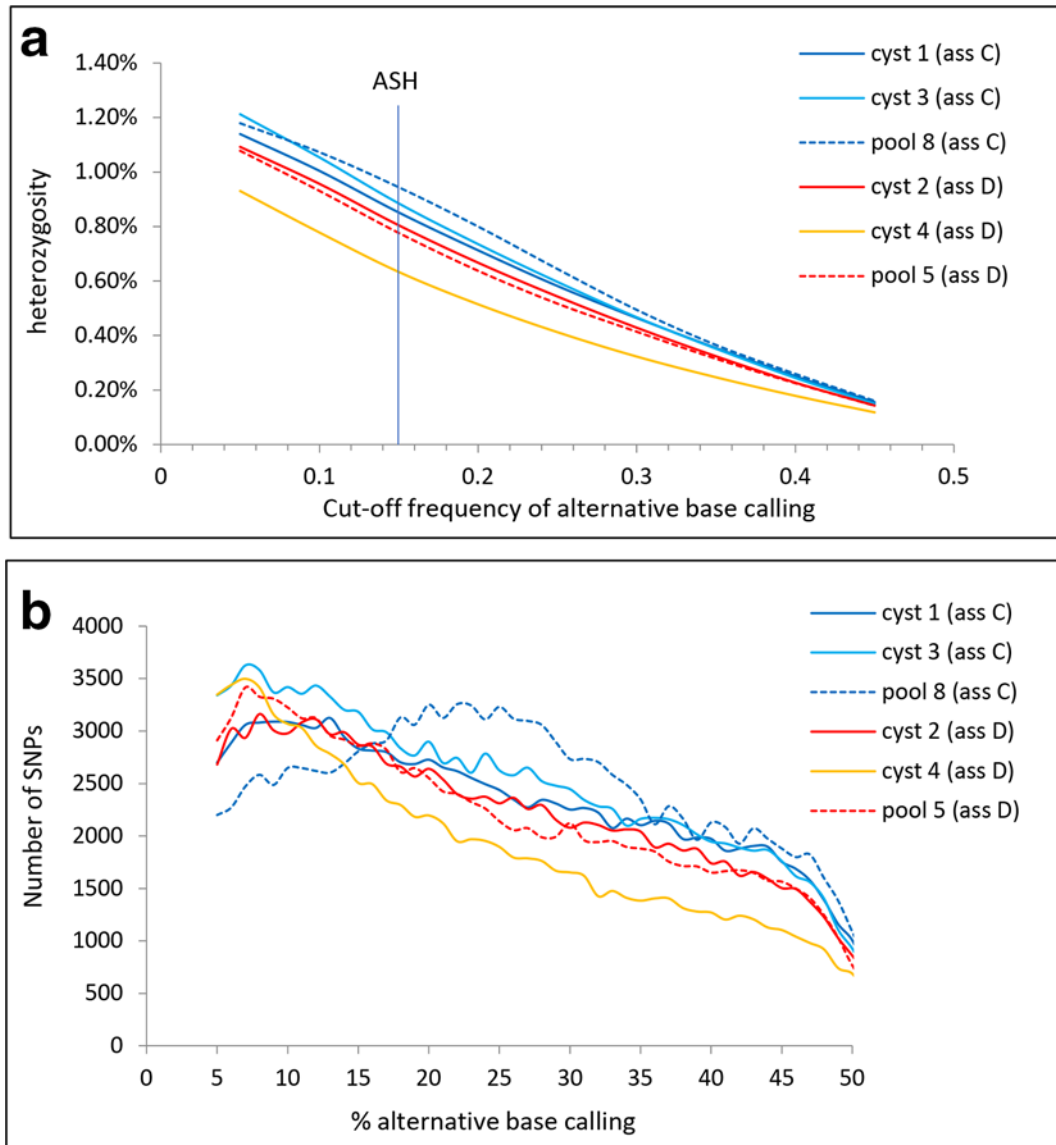 a
ASH
cyst 1 (ass C)
cyst 3 (ass C)
pool 8 (ass C)
cyst 2 (ass D)
cyst 4 (ass D)
pool 5 (ass D)
heterozygosity
1.40%
1.20%
1.00%
0.80%
0.60%
0.40%
0.20%
0.00%
0 0.1 0.2 0.3 0.4 0.5
Cut-off frequency of alternative base calling
b
cyst 1 (ass C)
cyst 3 (ass C)
pool 8 (ass C)
cyst 2 (ass D)
cyst 4 (ass D)
pool 5 (ass D)
Number of SNPs
4000
3500
3000
2500
2000
1500
1000
500
0
0 5 10 15 20 25 30 35 40 45 50
% alternative base calling